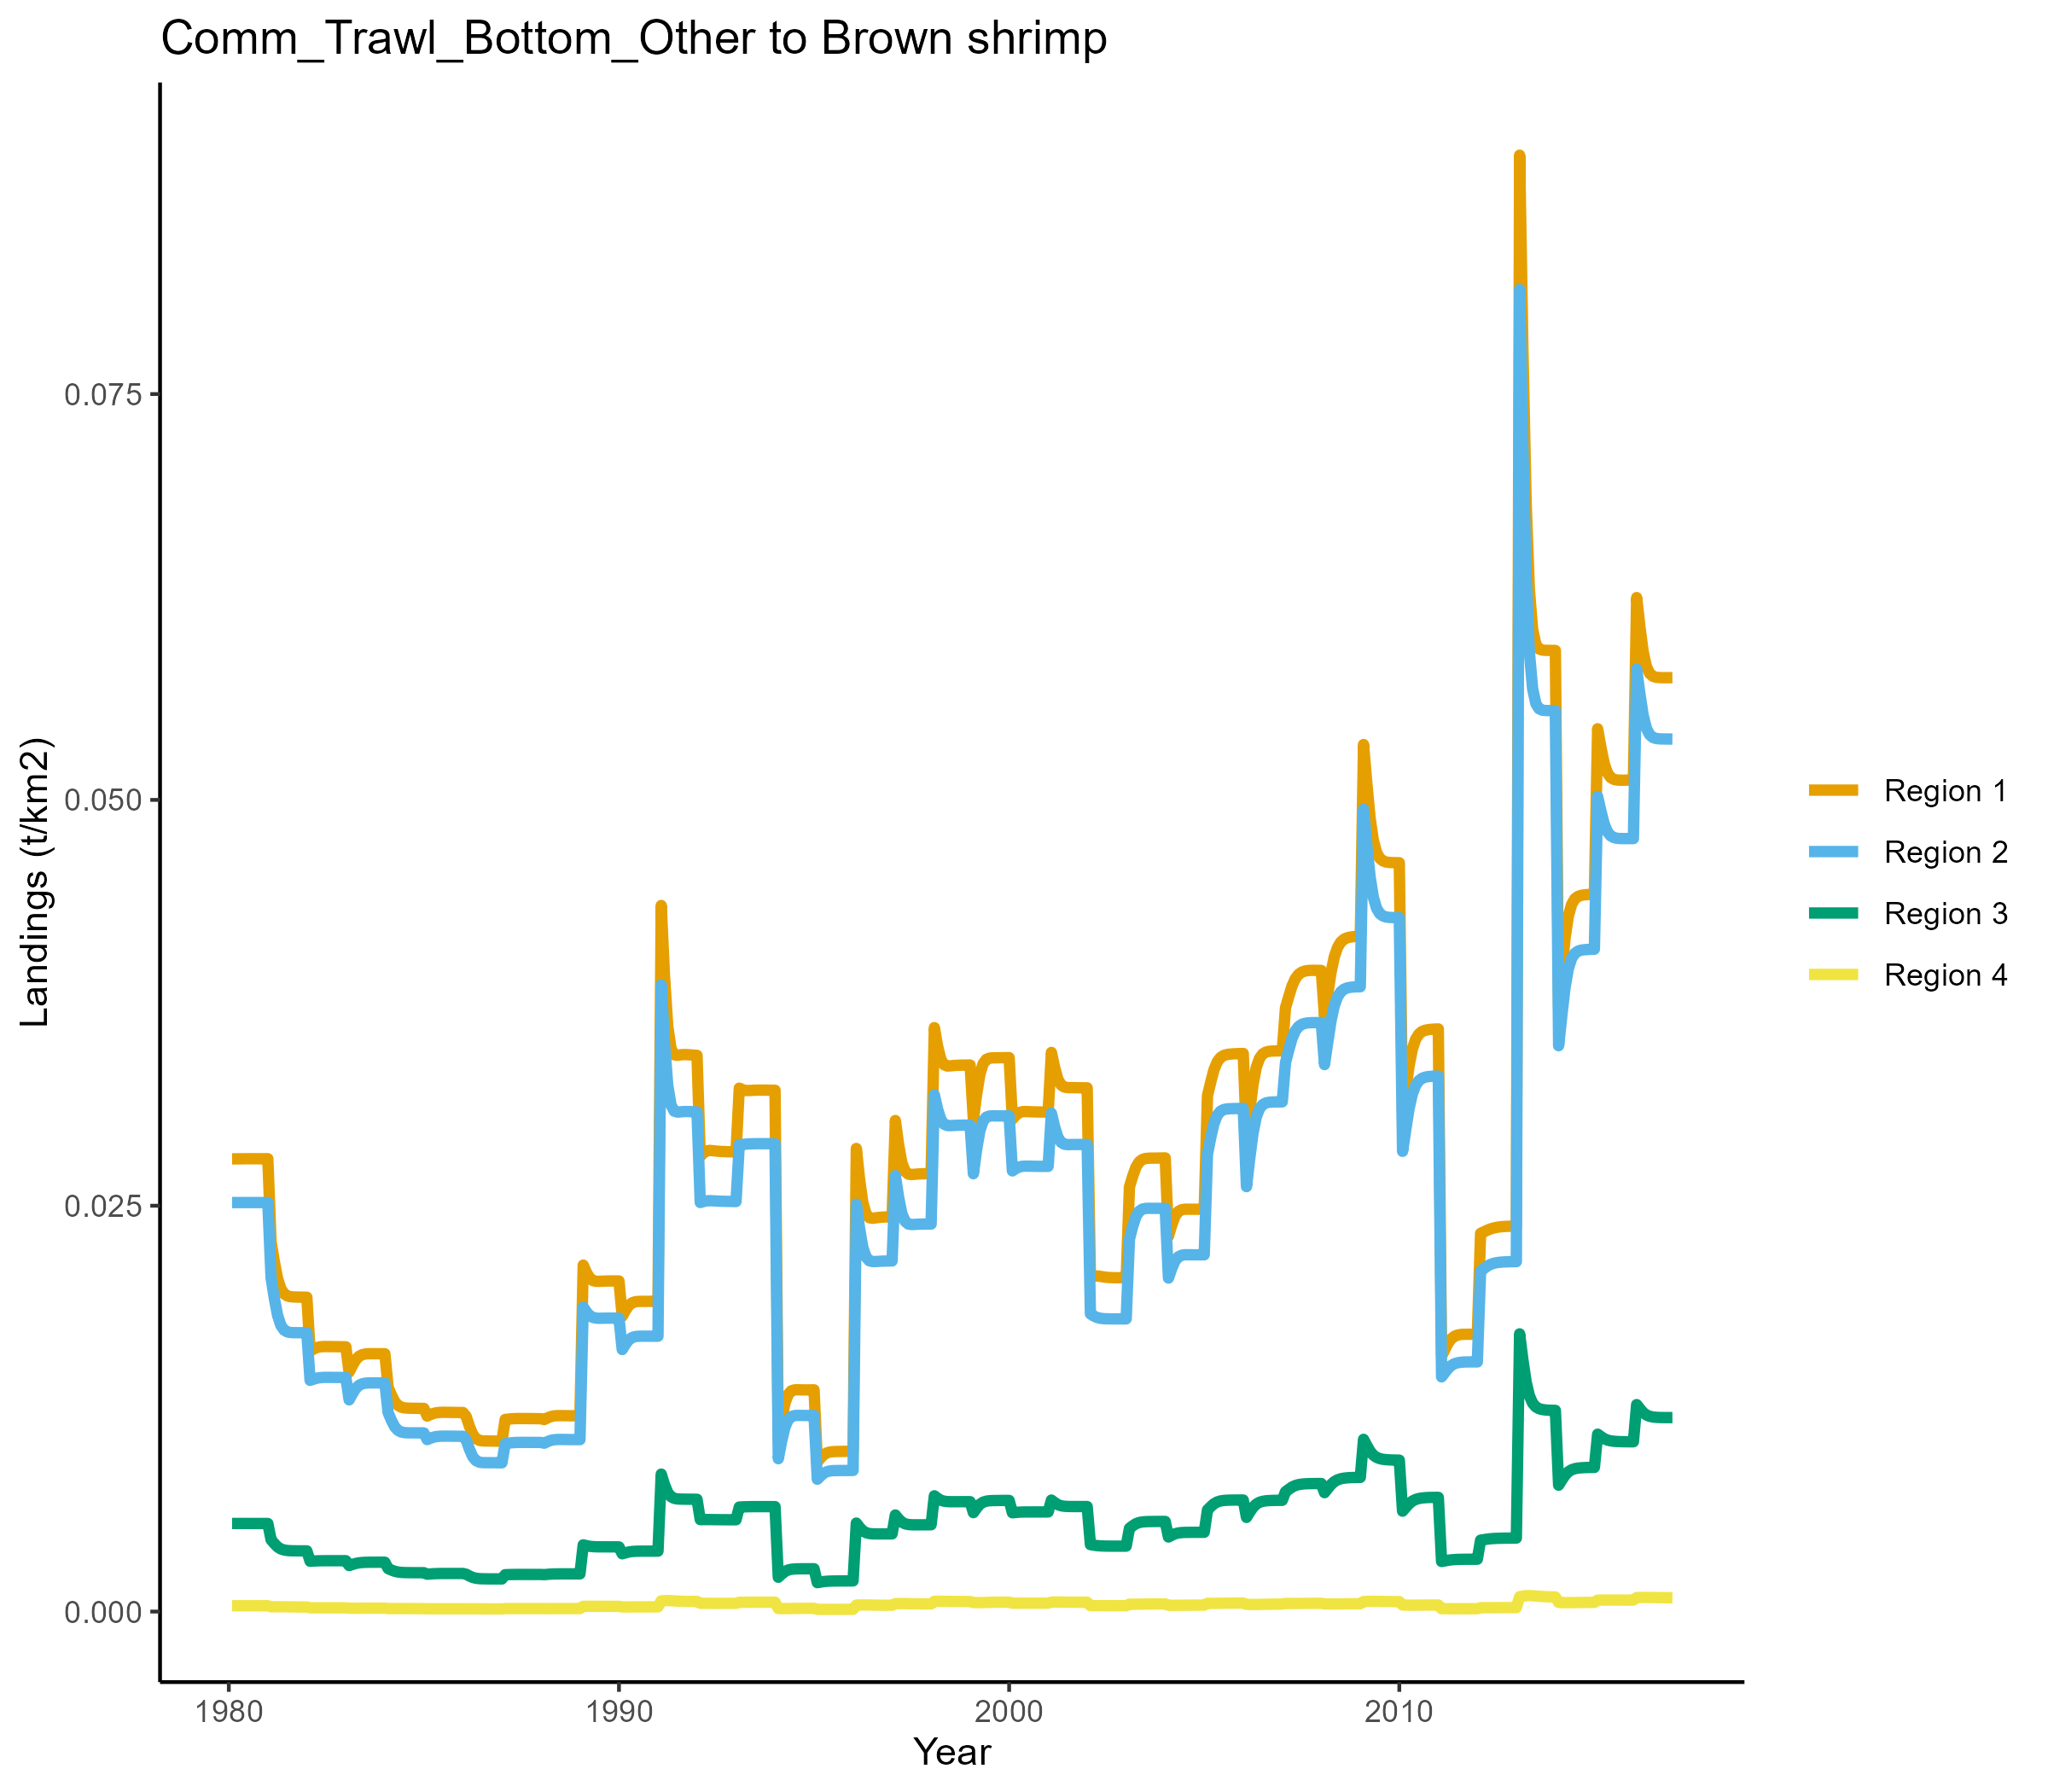 Comm_Trawl_Bottom_Other to Brown shrimp
Landings (t/km2)
0.075
0.050
0.025
0.000
1980 1990 2000 2010
Year
Region 1
Region 2
Region 3
Region 4